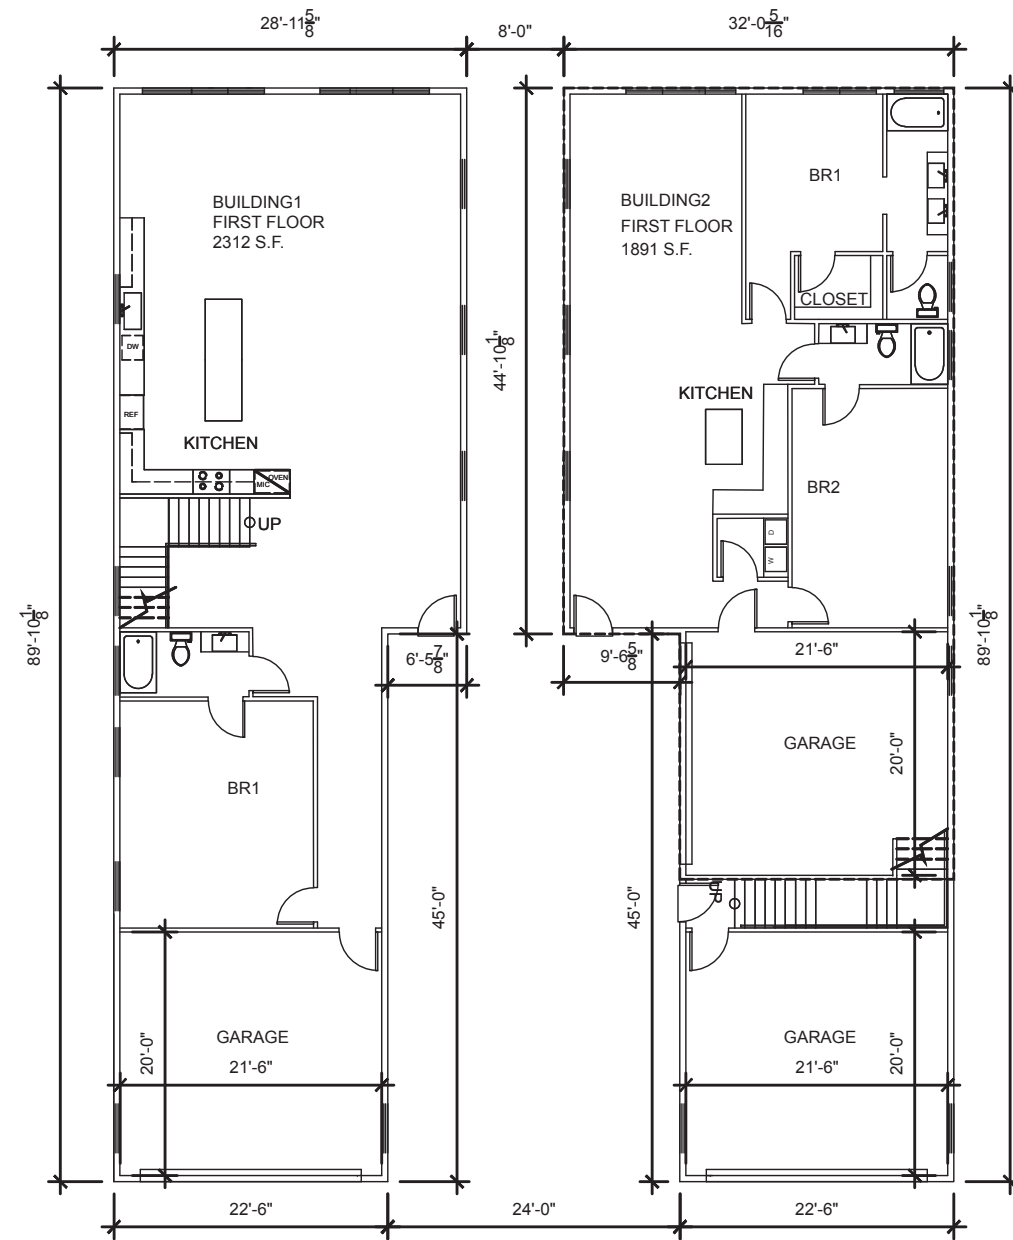 28'-11 5/8"
8'-0"
32'-0 5/16"
BUILDING1
FIRST FLOOR
2312 S.F.
BUILDING2
FIRST FLOOR
1891 S.F.
BR1
CLOSET
44'-10 1/8"
DW
REF
KITCHEN
KITCHEN
OVEN
MIC
UP
BR2
D
W
89'-10 1/8"
89'-10 1/8"
6'-5 7/8"
9'-6 5/8"
21'-6"
GARAGE
20'-0"
BR1
UP
45'-0"
45'-0"
GARAGE
21'-6"
20'-0"
GARAGE
21'-6"
20'-0"
22'-6"
24'-0"
22'-6"